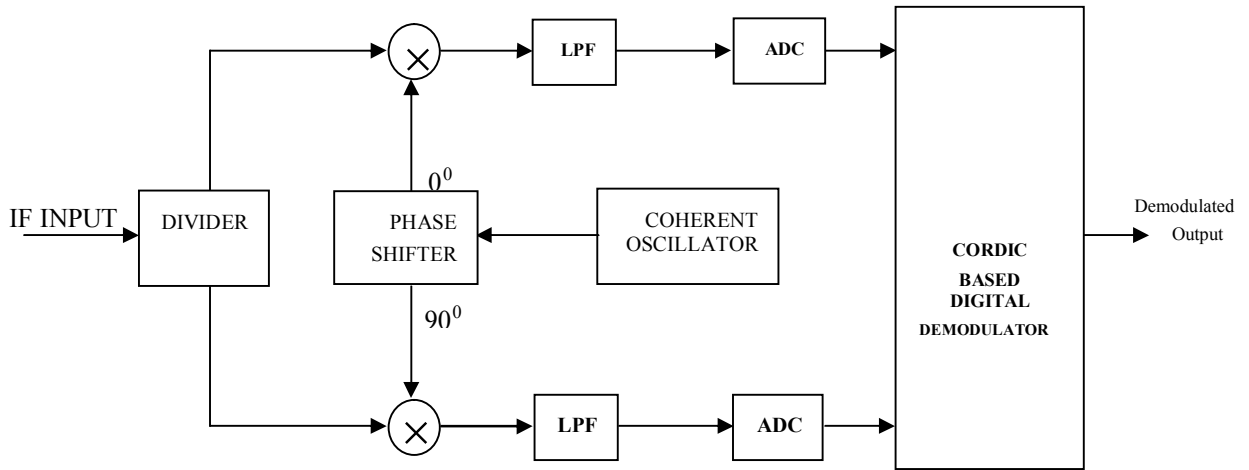 LPF
ADC
0⁰
IF INPUT
DIVIDER
PHASE
SHIFTER
COHERENT
OSCILLATOR
90⁰
CORDIC
BASED
DIGITAL
DEMODULATOR
Demodulated
Output
LPF
ADC